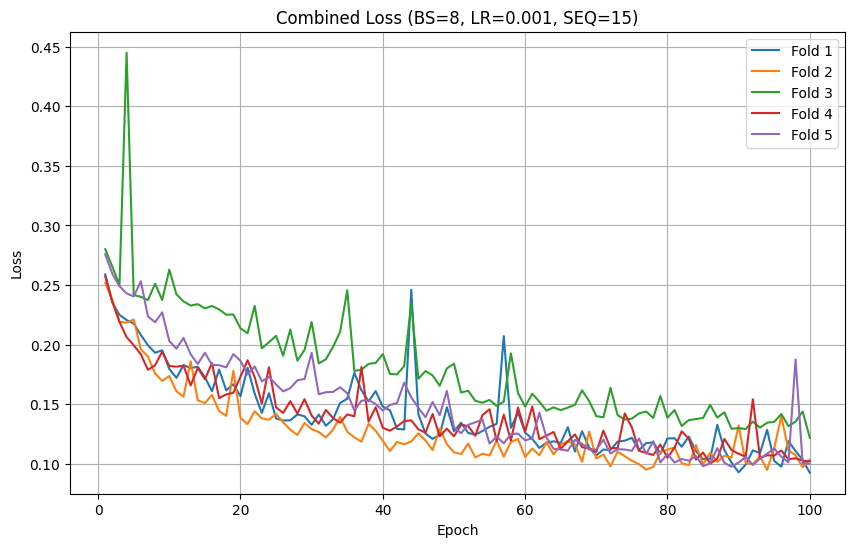 Combined Loss (BS=8, LR=0.001, SEQ=15)
Loss
0.45
0.40
0.35
0.30
0.25
0.20
0.15
0.10
0
20
40
60
80
100
Epoch
Fold 1
Fold 2
Fold 3
Fold 4
Fold 5